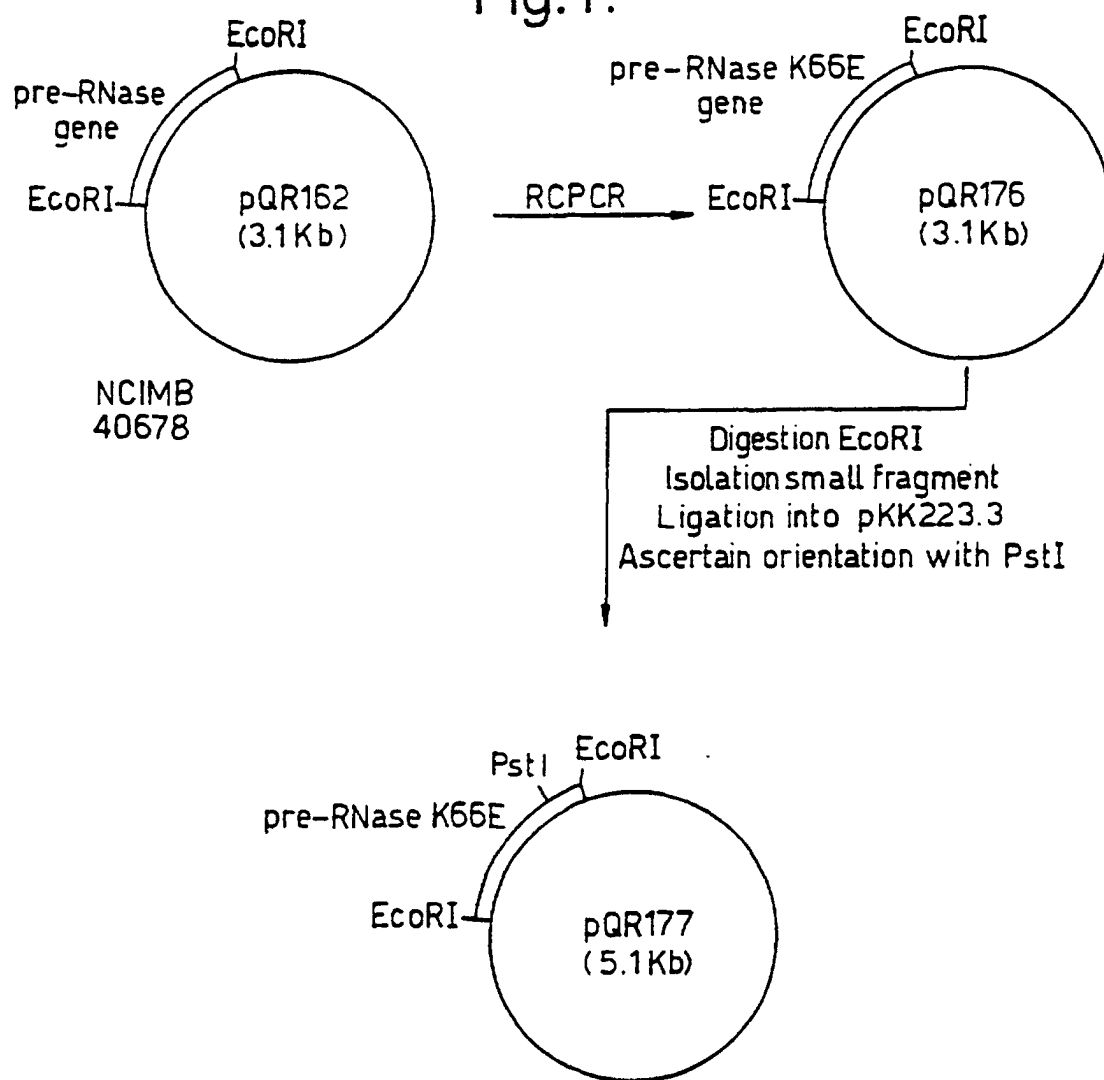 Fig. 1.
EcoRI
pre-RNase
gene
EcoRI
pQR162
(3.1Kb)
NCIMB
40678
RCPCR
EcoRI
pre-RNase K66E
gene
EcoRI
pQR176
(3.1Kb)
Digestion EcoRI
Isolation small fragment
Ligation into pKK223.3
Ascertain orientation with PstI
PstI
EcoRI
pre-RNase K66E
EcoRI
pQR177
(5.1Kb)